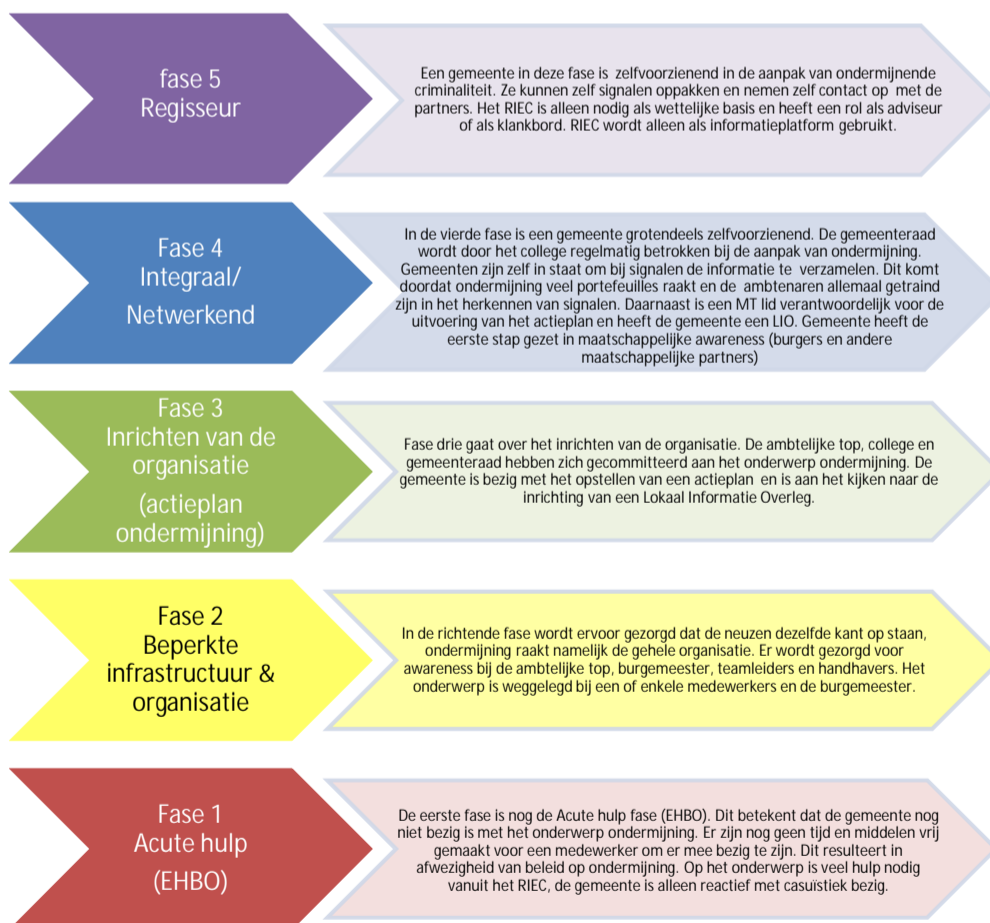 fase 5
Regisseur
Een gemeente in deze fase is zelfvoorzienend in de aanpak van ondermijnende
criminaliteit. Ze kunnen zelf signalen oppakken en nemen zelf contact op met de
partners. Het RIEC is alleen nodig als wettelijke basis en heeft een rol als adviseur
of als klankbord. RIEC wordt alleen als informatieplatform gebruikt.
Fase 4
Integraal/
Netwerkend
In de vierde fase is een gemeente grotendeels zelfvoorzienend. De gemeenteraad
wordt door het college regelmatig betrokken bij de aanpak van ondermijning.
Gemeenten zijn zelf in staat om bij signalen de informatie te verzamelen. Dit komt
doordat ondermijning veel portefeuilles raakt en de ambtenaren allemaal getraind
zijn in het herkennen van signalen. Daarnaast is een MT lid verantwoordelijk voor de
uitvoering van het actieplan en heeft de gemeente een LIO. Gemeente heeft de
eerste stap gezet in maatschappelijke awareness (burgers en andere
maatschappelijke partners)
Fase 3
Inrichten van de
organisatie
(actieplan
ondermijning)
Fase drie gaat over het inrichten van de organisatie. De ambtelijke top, college en
gemeenteraad hebben zich gecommitteerd aan het onderwerp ondermijning. De
gemeente is bezig met het opstellen van een actieplan en is aan het kijken naar de
inrichting van een Lokaal Informatie Overleg.
Fase 2
Beperkte
infrastructuur &
organisatie
In de richtende fase wordt ervoor gezorgd dat de neuzen dezelfde kant op staan,
ondermijning raakt namelijk de gehele organisatie. Er wordt gezorgd voor
awareness bij de ambtelijke top, burgemeester, teamleiders en handhavers. Het
onderwerp is weggelegd bij een of enkele medewerkers en de burgemeester.
Fase 1
Acute hulp
(EHBO)
De eerste fase is nog de Acute hulp fase (EHBO). Dit betekent dat de gemeente nog
niet bezig is met het onderwerp ondermijning. Er zijn nog geen tijd en middelen vrij
gemaakt voor een medewerker om er mee bezig te zijn. Dit resulteert in
afwezigheid van beleid op ondermijning. Op het onderwerp is veel hulp nodig
vanuit het RIEC, de gemeente is alleen reactief met casuïstiek bezig.